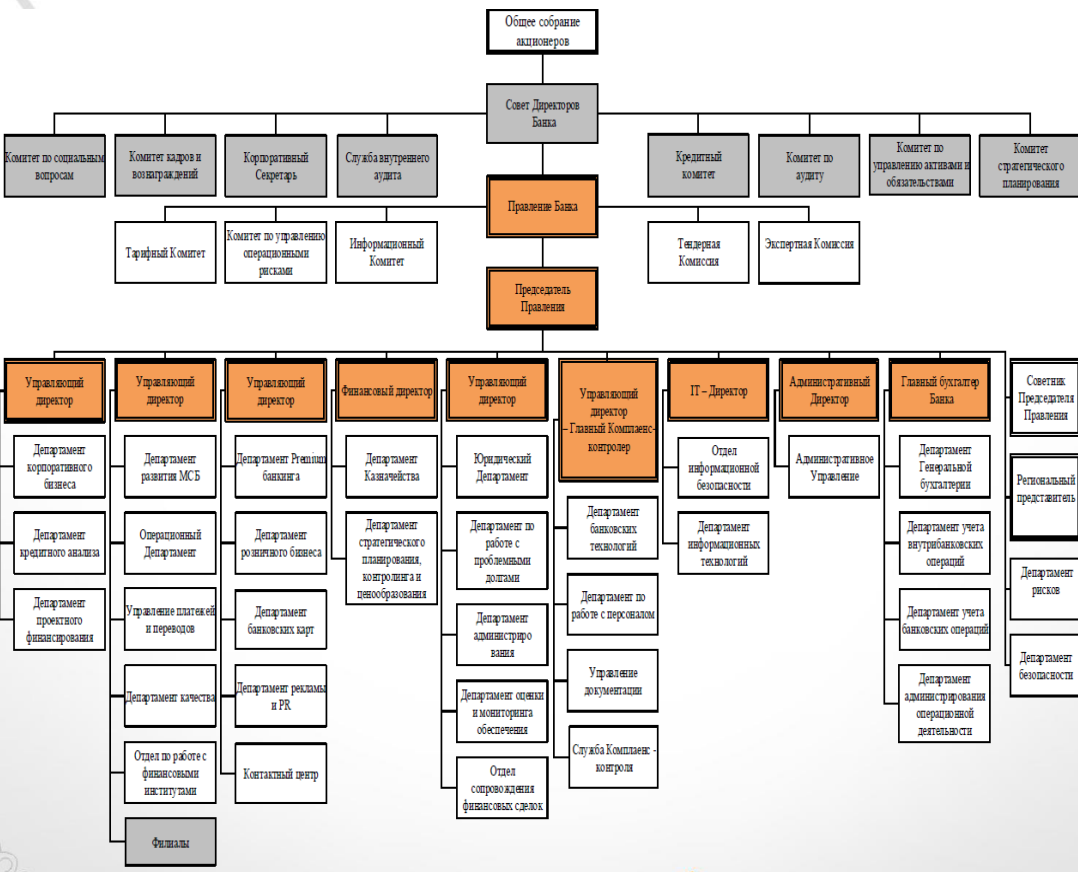 Общее собрание
акционеров
Совет Директоров
Банка
Комитет по социальным
вопросам
Комитет кадров и
вознаграждений
Корпоративный
Секретарь
Служба внутреннего
аудита
Кредитный
комитет
Комитет по
аудиту
Комитет по
управлению активами и
обязательствами
Комитет
стратегического
планирования
Правление Банка
Тарифный Комитет
Комитет по управлению
операционными
рисками
Информационный
Комитет
Тендерная
Комиссия
Экспертная Комиссия
Председатель
Правления
Управляющий
директор
Управляющий
директор
Управляющий
директор
Финансовый директор
Управляющий
директор
Управляющий
директор
– Главный Комплаенс-
контролер
IT – Директор
Административный
Директор
Главный бухгалтер
Банка
Советник
Председателя
Правления
Департамент
корпоративного
бизнеса
Департамент
кредитного анализа
Департамент
проектного
финансирования
Департамент
развития МСБ
Операционный
Департамент
Управление платежей
и переводов
Департамент качества
Отдел по работе с
финансовыми
институтами
Филиалы
Департамент Premium
банкинга
Департамент
розничного бизнеса
Департамент
банковских карт
Департамент рекламы
и PR
Контактный центр
Департамент
Казначейства
Департамент
стратегического
планирования,
контролинга и
ценообразования
Юридический
Департамент
Департамент по
работе с
проблемными
долгами
Департамент
администриро
вания
Департамент оценки
и мониторинга
обеспечения
Отдел
сопровождения
финансовых сделок
Департамент
банковских
технологий
Департамент по
работе с персоналом
Управление
документации
Служба Комплаенс -
контроля
Отдел
информационной
безопасности
Департамент
информационных
технологий
Административное
Управление
Департамент
Генеральной
бухгалтерии
Департамент учета
внутрибанковских
операций
Департамент учета
банковских операций
Департамент
администрирования
операционной
деятельности
Региональный
представитель
Департамент
рисков
Департамент
безопасности